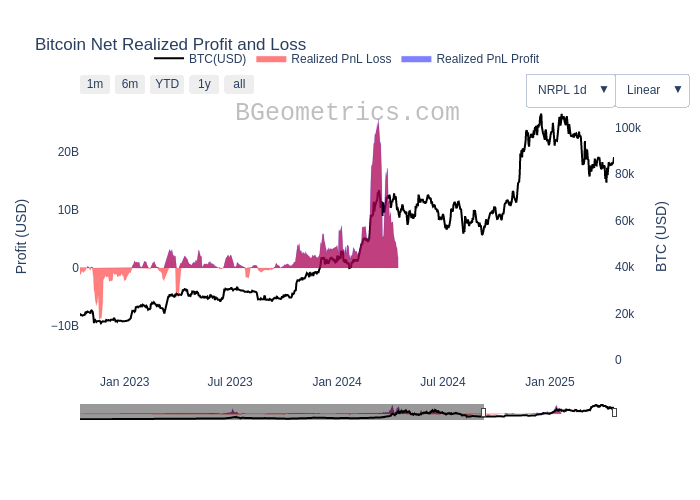 Bitcoin Net Realized Profit and Loss
BTC(USD) Realized PnL Loss Realized PnL Profit
1m 6m YTD 1y all
NRPL 1d ▼ Linear ▼
BGeometrics.com
20B
10B
0
−10B
Profit (USD)
100k
80k
60k
40k
20k
0
BTC (USD)
Jan 2023 Jul 2023 Jan 2024 Jul 2024 Jan 2025